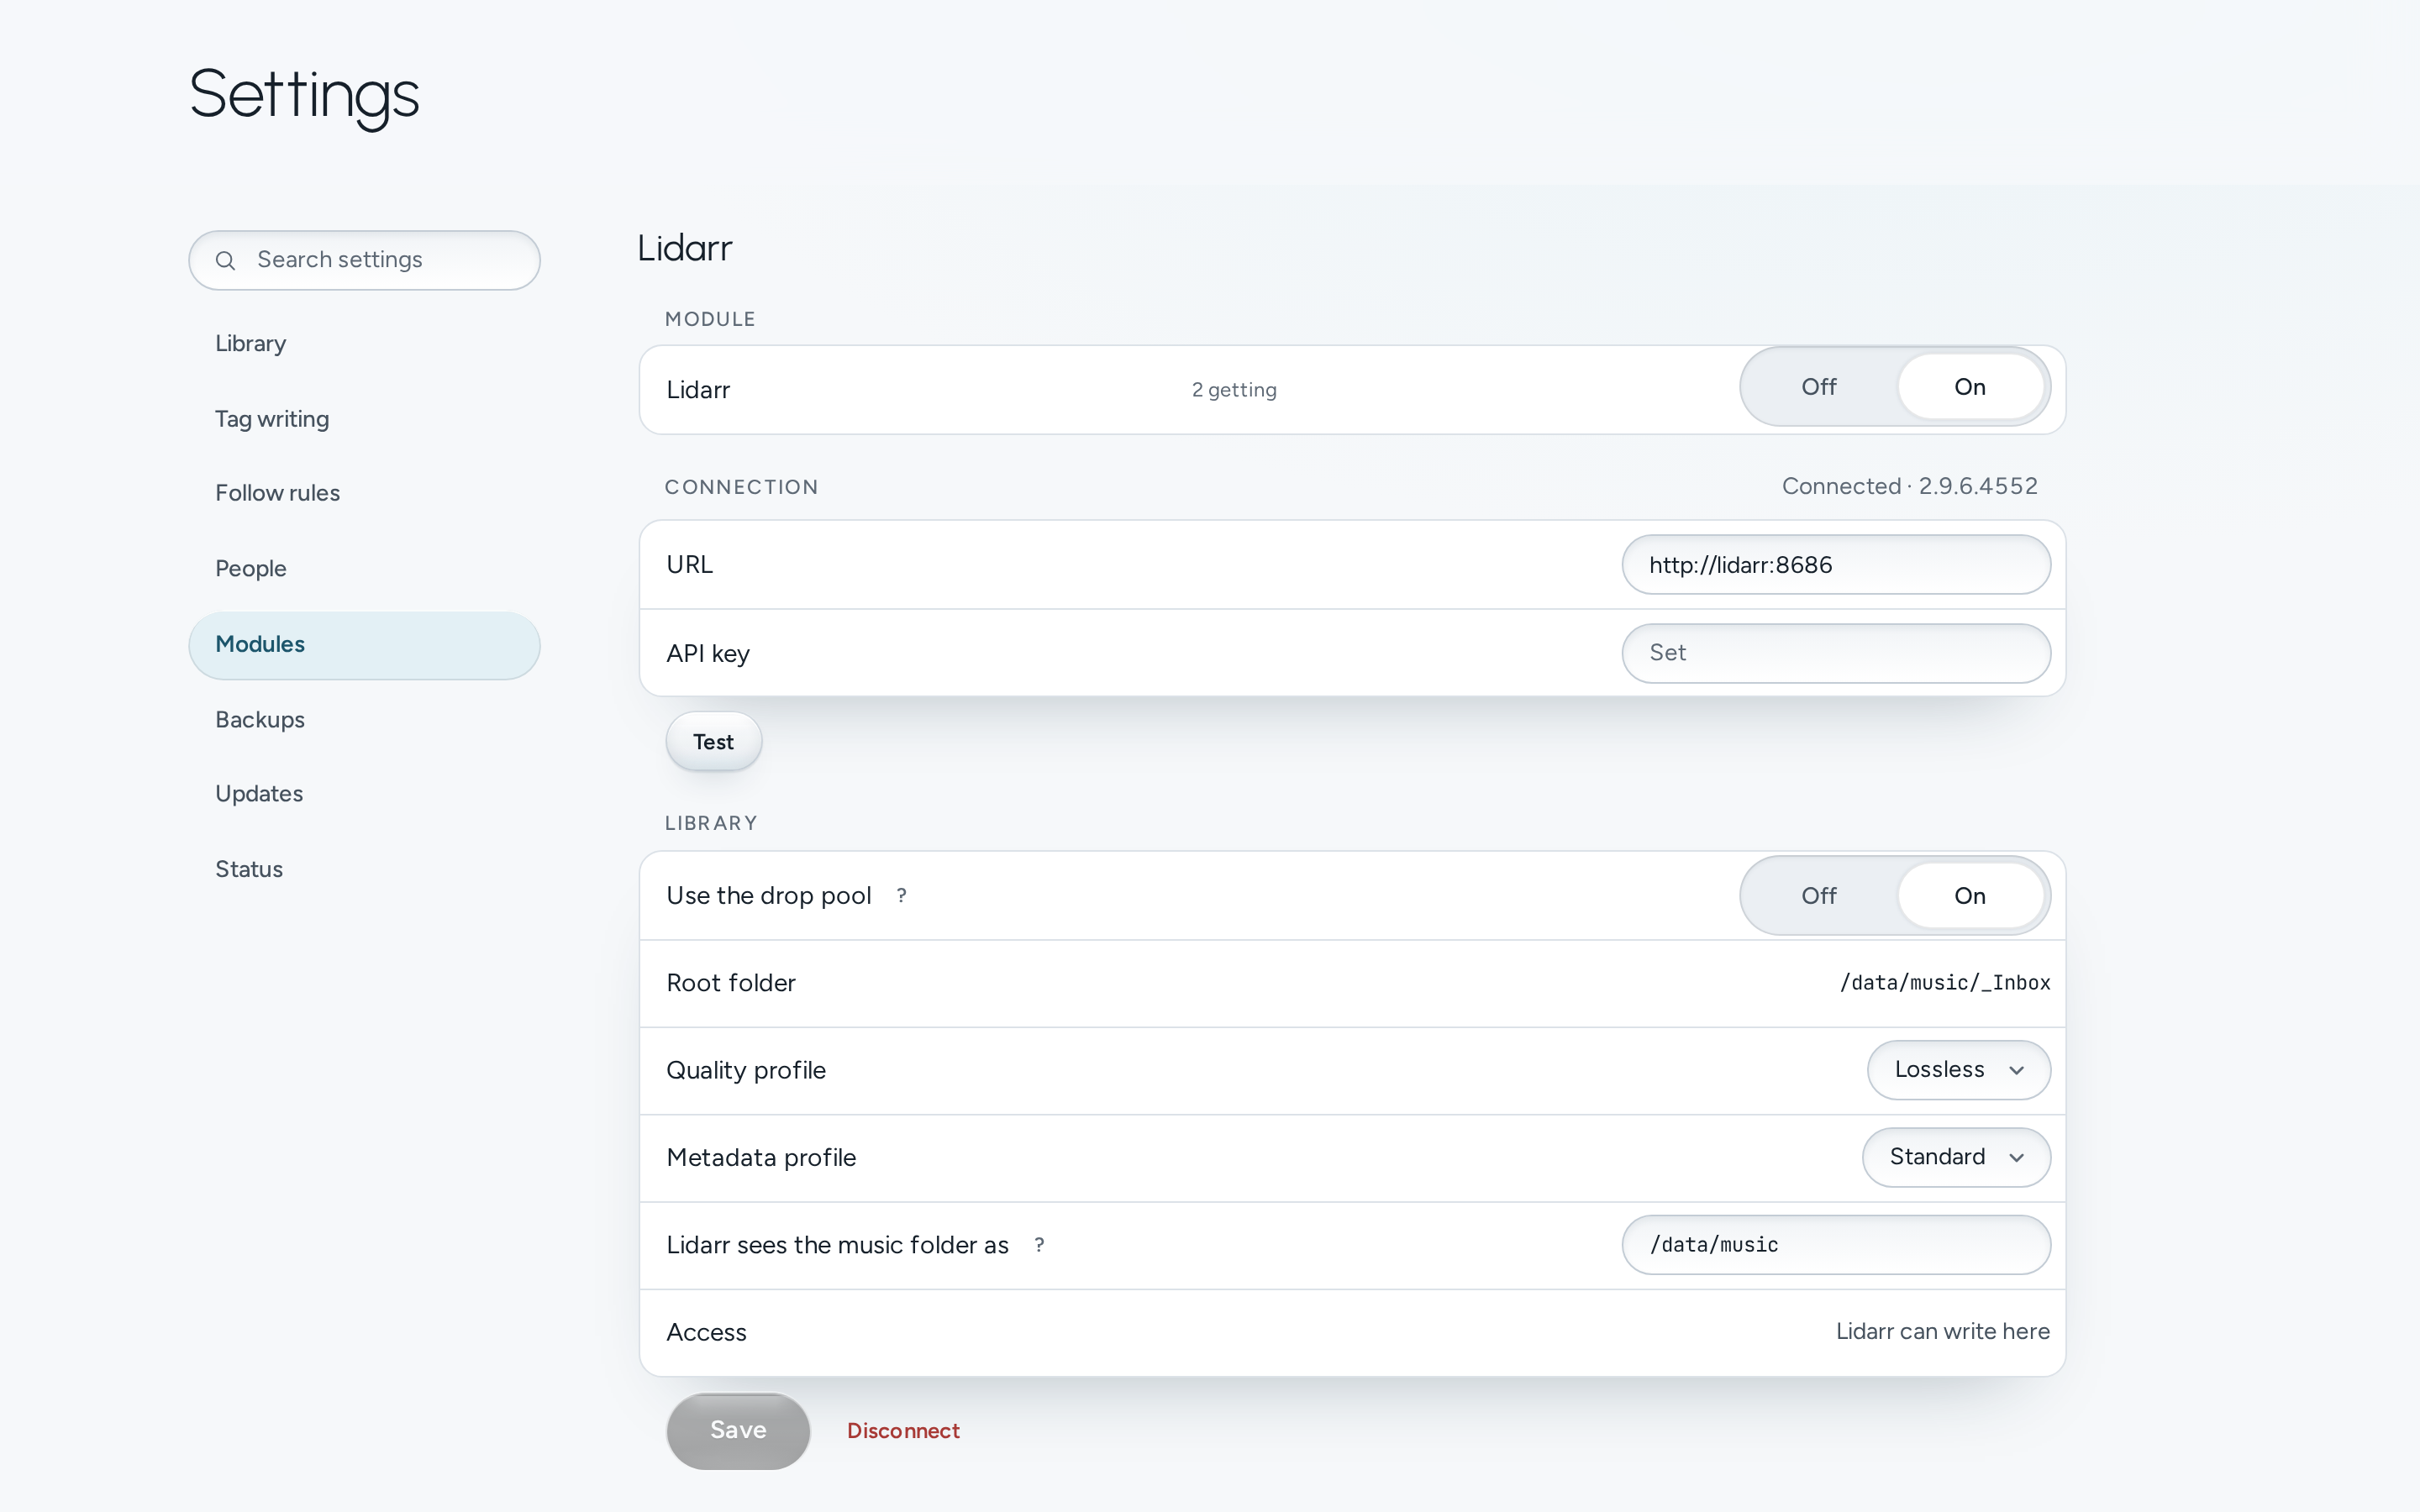 Settings
Search settings
Library
Tag writing
Follow rules
People
Modules
Backups
Updates
Status
Lidarr
MODULE
Lidarr 2 getting Off On
CONNECTION Connected · 2.9.6.4552
URL http://lidarr:8686
API key Set
Test
LIBRARY
Use the drop pool ? Off On
Root folder /data/music/_Inbox
Quality profile Lossless
Metadata profile Standard
Lidarr sees the music folder as ? /data/music
Access Lidarr can write here
Save Disconnect